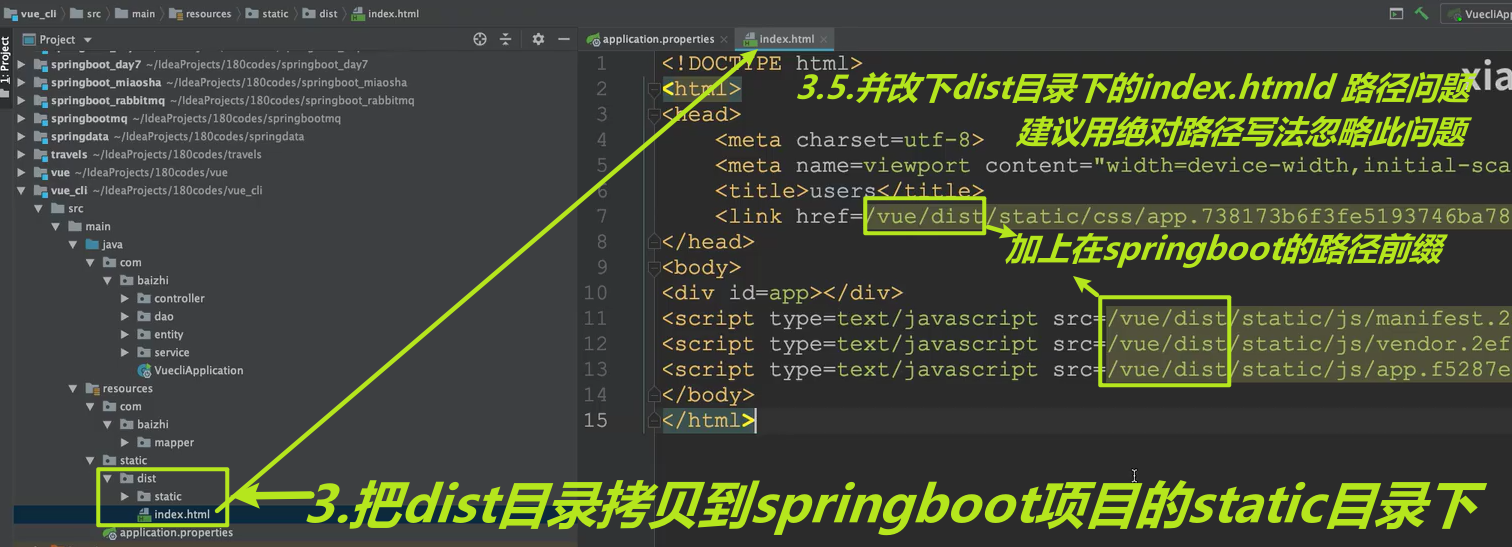 vue_cli src main resources static dist index.html VuecliApp
1: Project
Project
application.properties index.html
springboot_day7 ~/IdeaProjects/180codes/springboot_day7
springboot_miaosha ~/IdeaProjects/180codes/springboot_miaosha
springboot_rabbitmq ~/IdeaProjects/180codes/springboot_rabbitmq
springbootmq ~/IdeaProjects/180codes/springbootmq
springdata ~/IdeaProjects/180codes/springdata
travels ~/IdeaProjects/180codes/travels
vue ~/IdeaProjects/180codes/vue
vue_cli ~/IdeaProjects/180codes/vue_cli
src
main
java
com
baizhi
controller
dao
entity
service
VuecliApplication
resources
com
baizhi
mapper
static
dist
static
index.html
application.properties
1 <!DOCTYPE html>
2 <html>
3 <head>
4 <meta charset=utf-8>
5 <meta name=viewport content="width=device-width,initial-sca
6 <title>users</title>
7 <link href=/vue/dist/static/css/app.738173b6f3fe5193746ba78
8 </head>
9 <body>
10 <div id=app></div>
11 <script type=text/javascript src=/vue/dist/static/js/manifest.2
12 <script type=text/javascript src=/vue/dist/static/js/vendor.2ef
13 <script type=text/javascript src=/vue/dist/static/js/app.f5287e
14 </body>
15 </html>
xia
3.5.并改下dist目录下的index.htmld 路径问题
建议用绝对路径写法忽略此问题
加上在springboot的路径前缀
3.把dist目录拷贝到springboot项目的static目录下